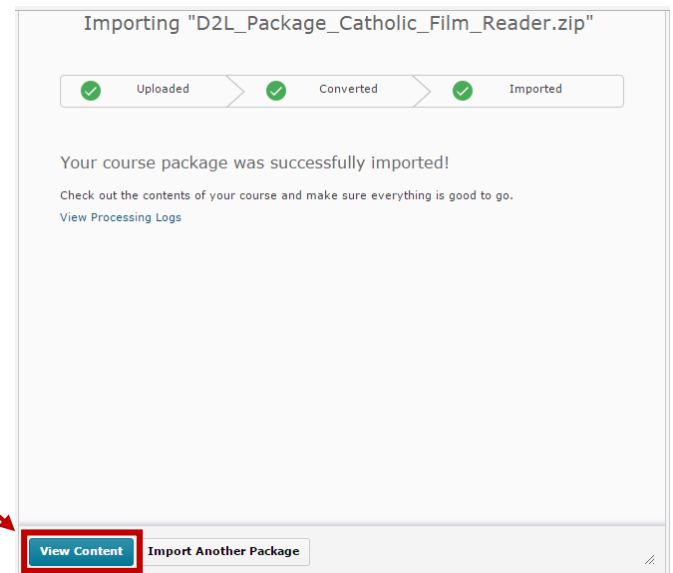 Importing "D2L_Package_Catholic_Film_Reader.zip"
Uploaded Converted Imported
Your course package was successfully imported!
Check out the contents of your course and make sure everything is good to go.
View Processing Logs
View Content Import Another Package